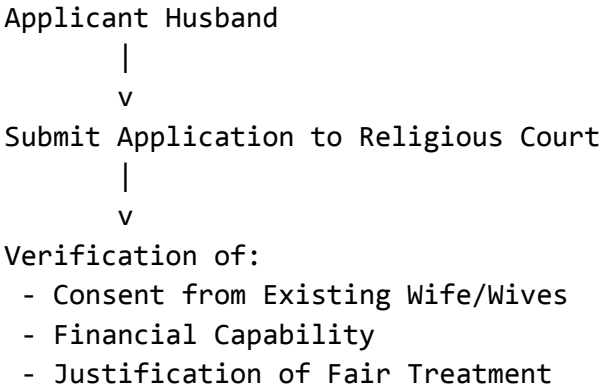 Applicant Husband
|
v
Submit Application to Religious Court
|
v
Verification of:
- Consent from Existing Wife/Wives
- Financial Capability
- Justification of Fair Treatment